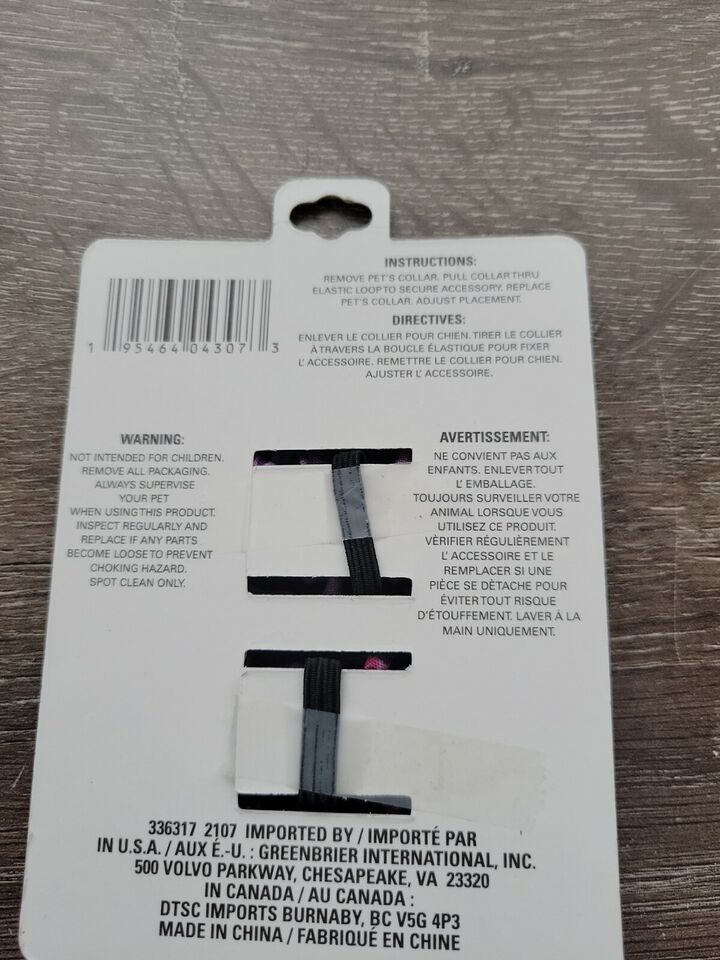 1 95464 04307 3
INSTRUCTIONS:
REMOVE PET'S COLLAR. PULL COLLAR THRU
ELASTIC LOOP TO SECURE ACCESSORY. REPLACE
PET'S COLLAR. ADJUST PLACEMENT.
DIRECTIVES:
ENLEVER LE COLLIER POUR CHIEN. TIRER LE COLLIER
À TRAVERS LA BOUCLE ÉLASTIQUE POUR FIXER
L' ACCESSOIRE. REMETTRE LE COLLIER POUR CHIEN.
AJUSTER L' ACCESSOIRE.
WARNING:
NOT INTENDED FOR CHILDREN.
REMOVE ALL PACKAGING.
ALWAYS SUPERVISE
YOUR PET
WHEN USING THIS PRODUCT.
INSPECT REGULARLY AND
REPLACE IF ANY PARTS
BECOME LOOSE TO PREVENT
CHOKING HAZARD.
SPOT CLEAN ONLY.
AVERTISSEMENT:
NE CONVIENT PAS AUX
ENFANTS. ENLEVER TOUT
L' EMBALLAGE.
TOUJOURS SURVEILLER VOTRE
ANIMAL LORSQUE VOUS
UTILISEZ CE PRODUIT.
VÈRIFIER RÉGULIÈREMENT
L' ACCESSOIRE ET LE
REMPLACER SI UNE
PIÈCE SE DÈTACHE POUR
ÉVITER TOUT RISQUE
D'ÉTOUFFEMENT. LAVER À LA
MAIN UNIQUEMENT.
336317 2107 IMPORTED BY / IMPORTÉ PAR
IN U.S.A. / AUX É.-U. : GREENBRIER INTERNATIONAL, INC.
500 VOLVO PARKWAY, CHESAPEAKE, VA 23320
IN CANADA / AU CANADA :
DTSC IMPORTS BURNABY, BC V5G 4P3
MADE IN CHINA / FABRIQUÉ EN CHINE